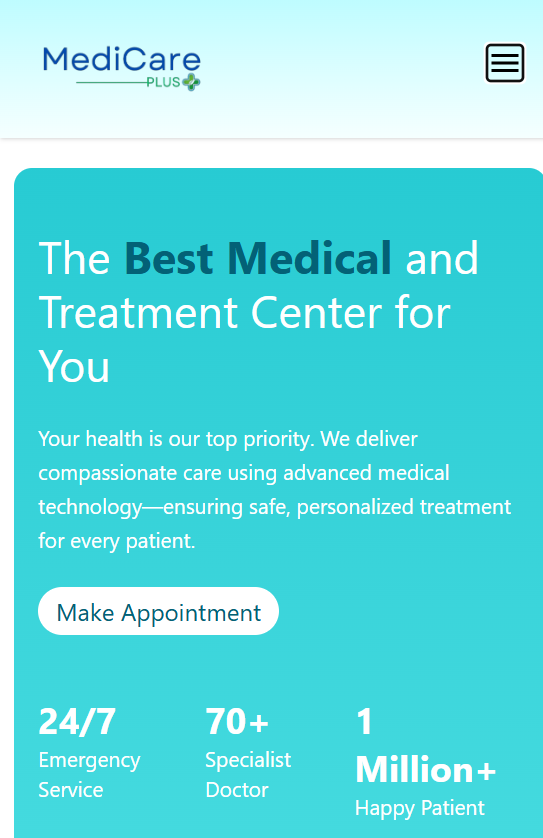 MediCare
PLUS
The Best Medical and
Treatment Center for
You
Your health is our top priority. We deliver
compassionate care using advanced medical
technology—ensuring safe, personalized treatment
for every patient.
Make Appointment
24/7
Emergency
Service
70+
Specialist
Doctor
1
Million+
Happy Patient